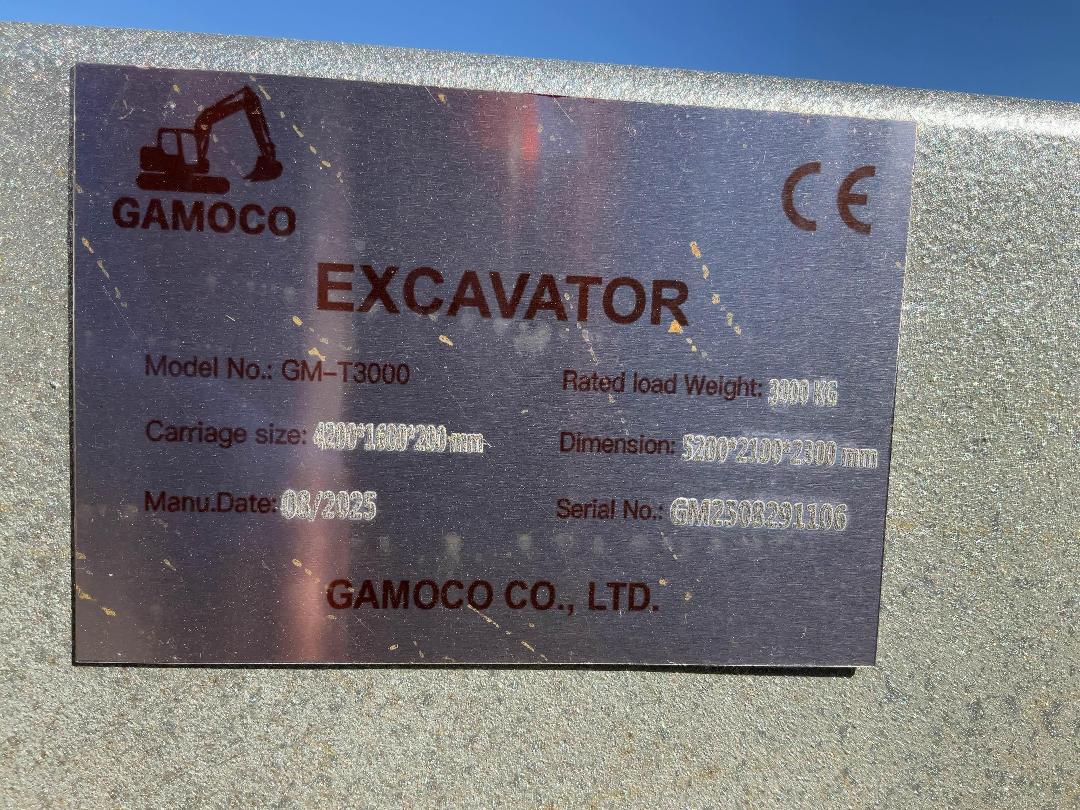 GAMOCO
CE
EXCAVATOR
Model No.: GM-T3000
Rated load Weight: 3000 KG
Carriage size: 4200*1600*200 mm
Dimension: 5200*2100*2300 mm
Manu.Date: 08/2025
Serial No.: GM2508291106
GAMOCO CO., LTD.